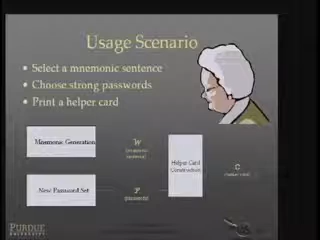 Usage Scenario
• Select a mnemonic sentence
• Choose strong passwords
• Print a helper card
Mnemonic Generation
W
Helper Card
Construction
C
New Password Set
P
PURDUE
UNIVERSITY